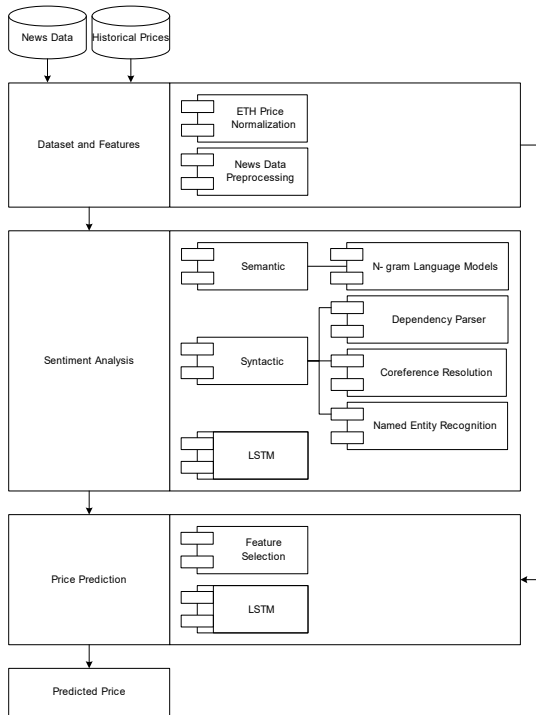 News Data
Historical Prices
Dataset and Features
ETH Price
Normalization
News Data
Preprocessing
Sentiment Analysis
Semantic
N- gram Language Models
Syntactic
Dependency Parser
Coreference Resolution
Named Entity Recognition
LSTM
Price Prediction
Feature
Selection
LSTM
Predicted Price